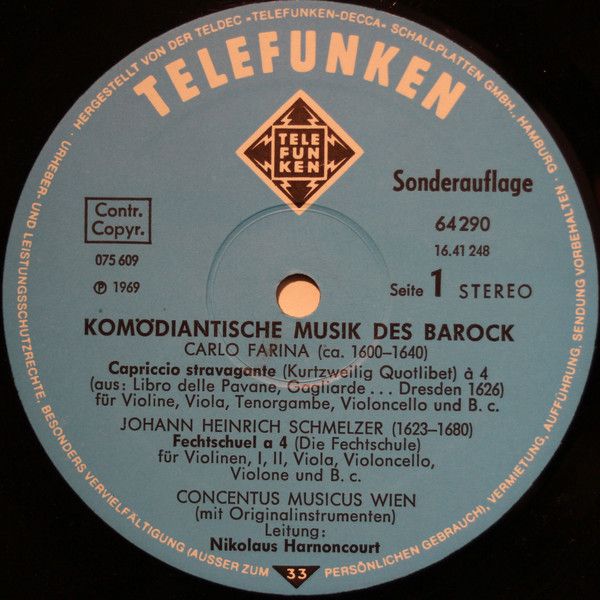 HERGESTELLT VON DER TELDEC »TELEFUNKEN-DECCA« SCHALLPLATTEN GMBH., HAMBURG · URHEBER- UND LEISTUNGSSCHUTZRECHTE, BESONDERS VERVIELFÄLTIGUNG (AUSSER ZUM PERSÖNLICHEN GEBRAUCH), VERMIETUNG, AUFFÜHRUNG, SENDUNG VORBEHALTEN
TELEFUNKEN
TELE
FUN
KEN
Sonderauflage
Contr.
Copyr.
64 290
16.41 248
075 609
℗ 1969
Seite 1 STEREO
KOMÖDIANTISCHE MUSIK DES BAROCK
CARLO FARINA (ca. 1600–1640)
Capriccio stravagante (Kurtzweilig Quotlibet) à 4
(aus: Libro delle Pavane, Gagliarde . . . Dresden 1626)
für Violine, Viola, Tenorgambe, Violoncello und B. c.
JOHANN HEINRICH SCHMELZER (1623–1680)
Fechtschuel a 4 (Die Fechtschule)
für Violinen, I, II, Viola, Violoncello,
Violone und B. c.
CONCENTUS MUSICUS WIEN
(mit Originalinstrumenten)
Leitung:
Nikolaus Harnoncourt
33